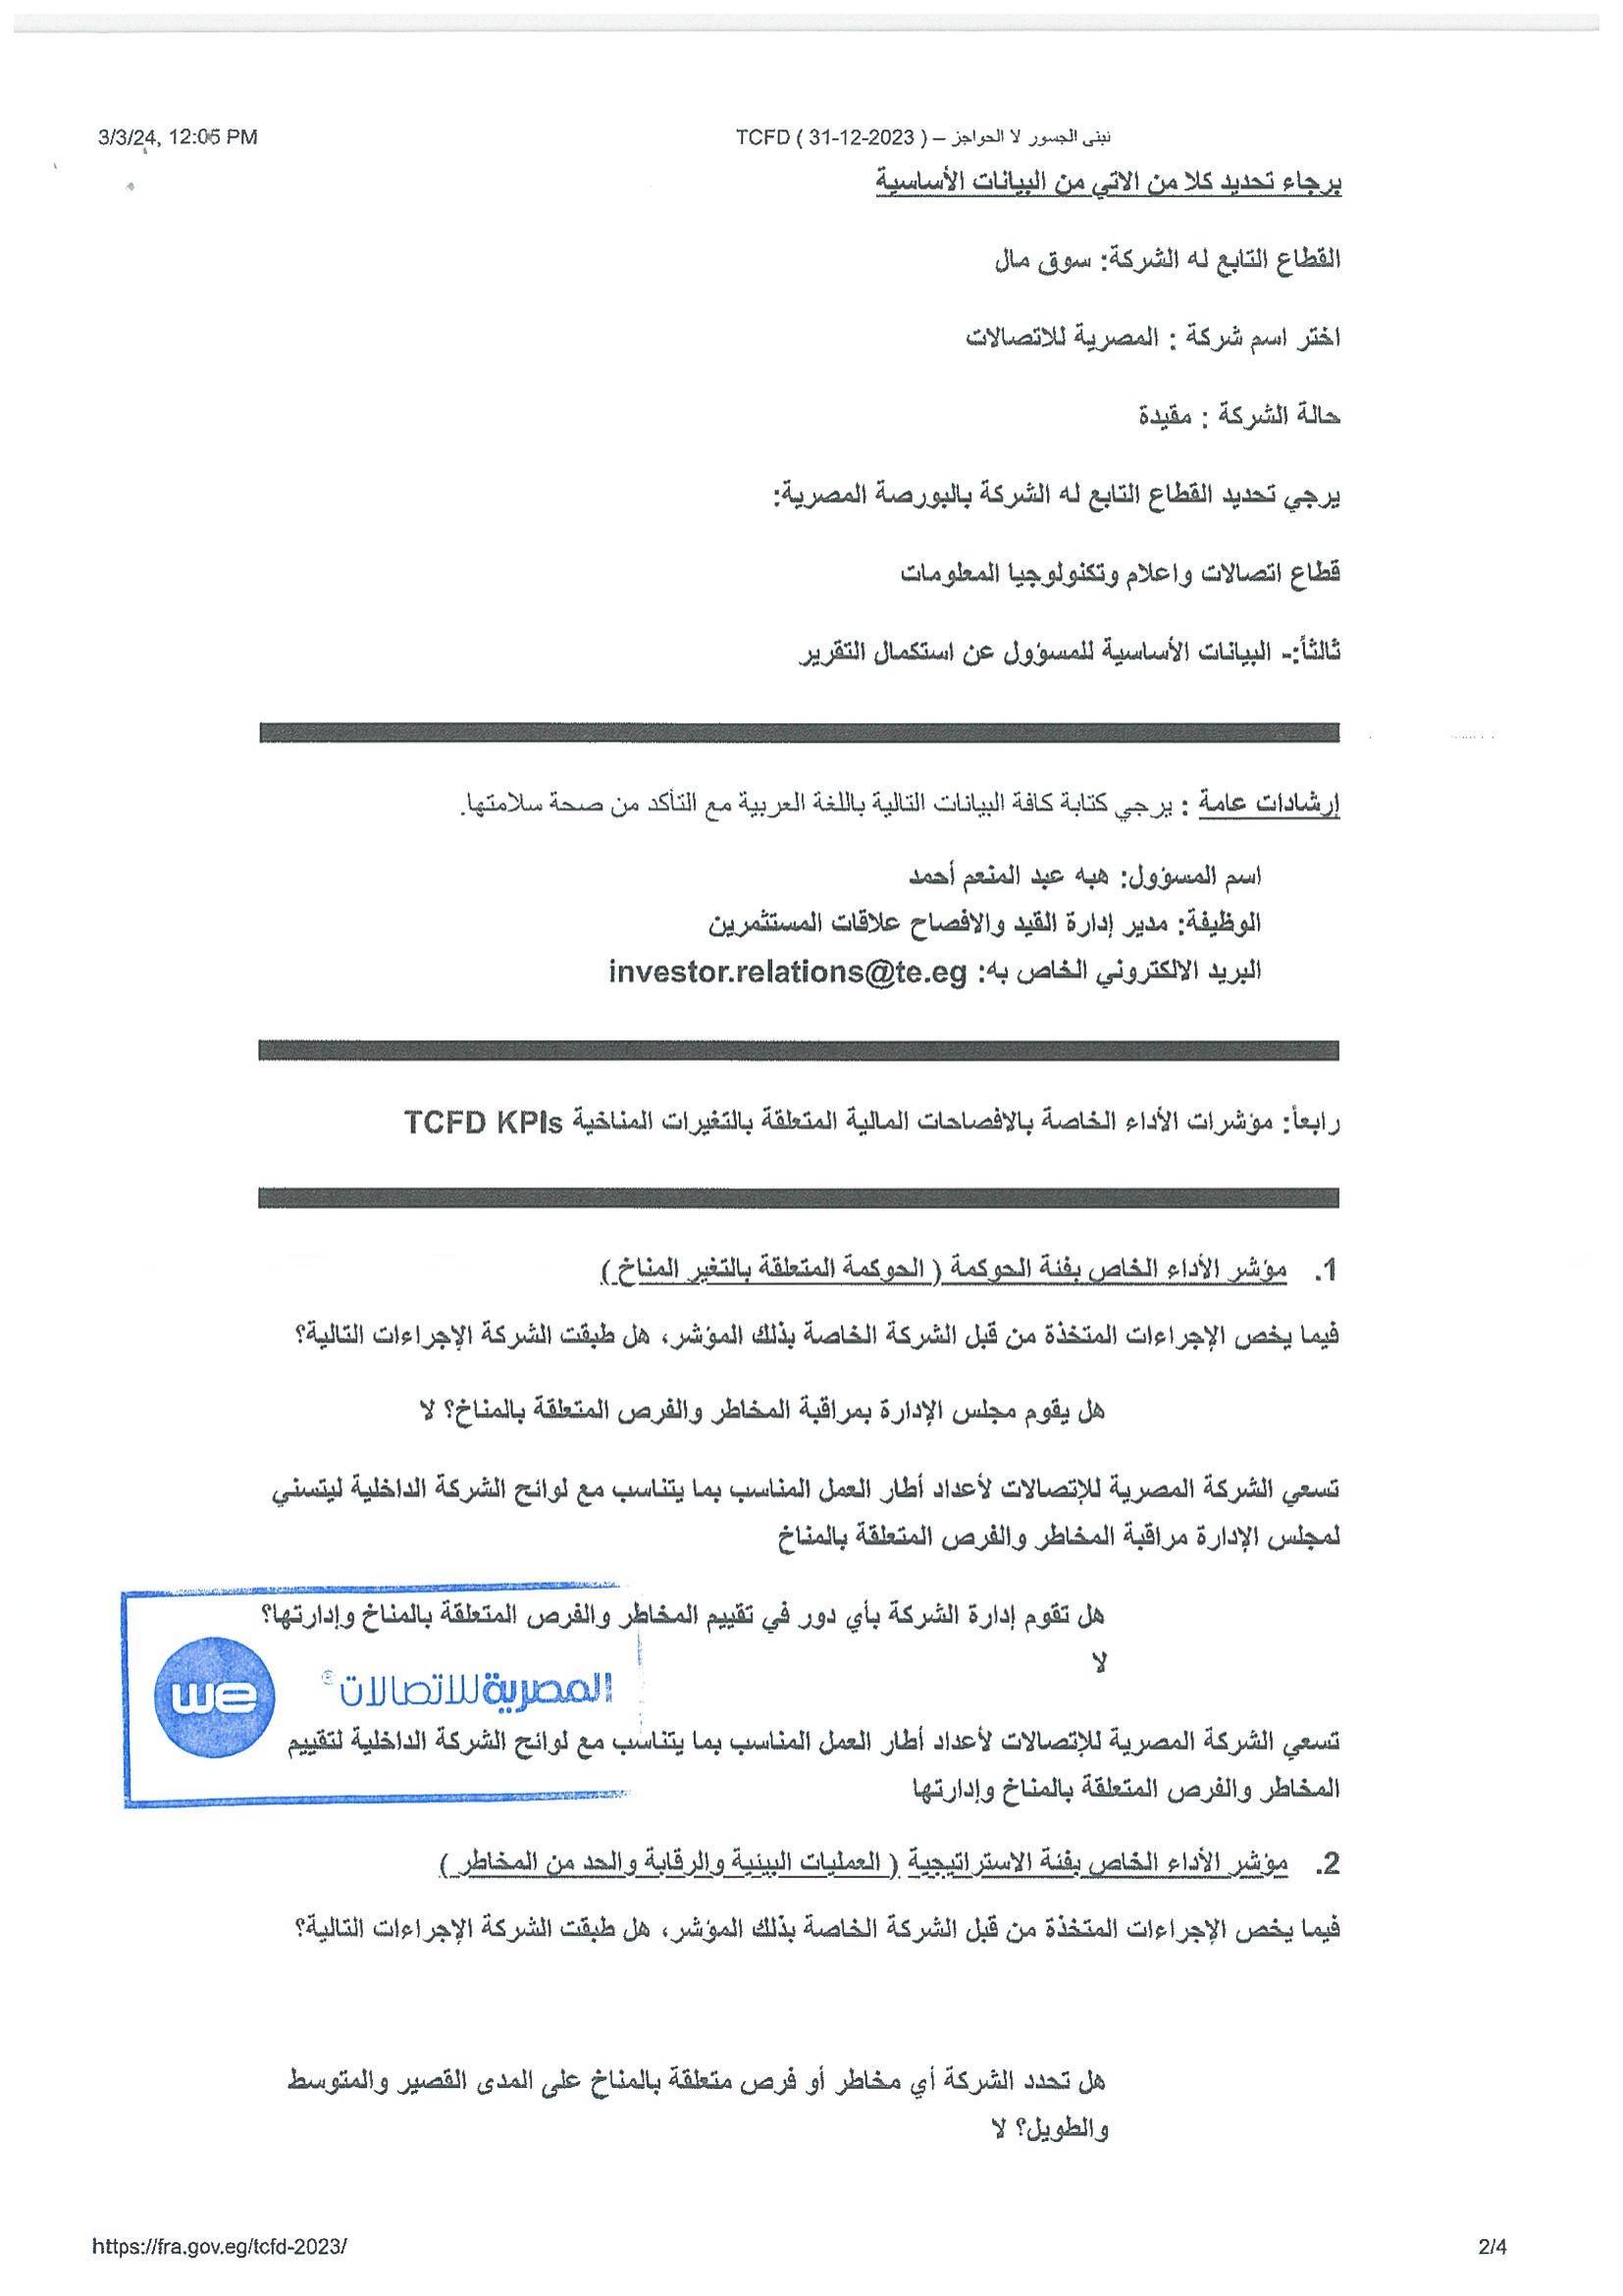 3/3/24, 12:05 PM
نبنى الجسور لا الحواجز – TCFD ( 31-12-2023 )
برجاء تحديد كلا من الاتي من البيانات الأساسية
القطاع التابع له الشركة: سوق مال
اختر اسم شركة : المصرية للاتصالات
حالة الشركة : مقيدة
يرجي تحديد القطاع التابع له الشركة بالبورصة المصرية:
قطاع اتصالات واعلام وتكنولوجيا المعلومات
ثالثاً:- البيانات الأساسية للمسؤول عن استكمال التقرير
إرشادات عامة : يرجي كتابة كافة البيانات التالية باللغة العربية مع التأكد من صحة سلامتها.
اسم المسؤول: هبه عبد المنعم أحمد
الوظيفة: مدير إدارة القيد والافصاح علاقات المستثمرين
البريد الالكتروني الخاص به: investor.relations@te.eg
رابعاً: مؤشرات الأداء الخاصة بالافصاحات المالية المتعلقة بالتغيرات المناخية TCFD KPIs
1. مؤشر الأداء الخاص بفئة الحوكمة ( الحوكمة المتعلقة بالتغير المناخ )
فيما يخص الإجراءات المتخذة من قبل الشركة الخاصة بذلك المؤشر، هل طبقت الشركة الإجراءات التالية؟
هل يقوم مجلس الإدارة بمراقبة المخاطر والفرص المتعلقة بالمناخ؟ لا
تسعي الشركة المصرية للإتصالات لأعداد أطار العمل المناسب بما يتناسب مع لوائح الشركة الداخلية ليتسني
لمجلس الإدارة مراقبة المخاطر والفرص المتعلقة بالمناخ
هل تقوم إدارة الشركة بأي دور في تقييم المخاطر والفرص المتعلقة بالمناخ وإدارتها؟
لا
المصرية للاتصالات
we
تسعي الشركة المصرية للإتصالات لأعداد أطار العمل المناسب بما يتناسب مع لوائح الشركة الداخلية لتقييم
المخاطر والفرص المتعلقة بالمناخ وإدارتها
2. مؤشر الأداء الخاص بفئة الاستراتيجية ( العمليات البينية والرقابة والحد من المخاطر )
فيما يخص الإجراءات المتخذة من قبل الشركة الخاصة بذلك المؤشر، هل طبقت الشركة الإجراءات التالية؟
هل تحدد الشركة أي مخاطر أو فرص متعلقة بالمناخ على المدى القصير والمتوسط
والطويل؟ لا
https://fra.gov.eg/tcfd-2023/
2/4